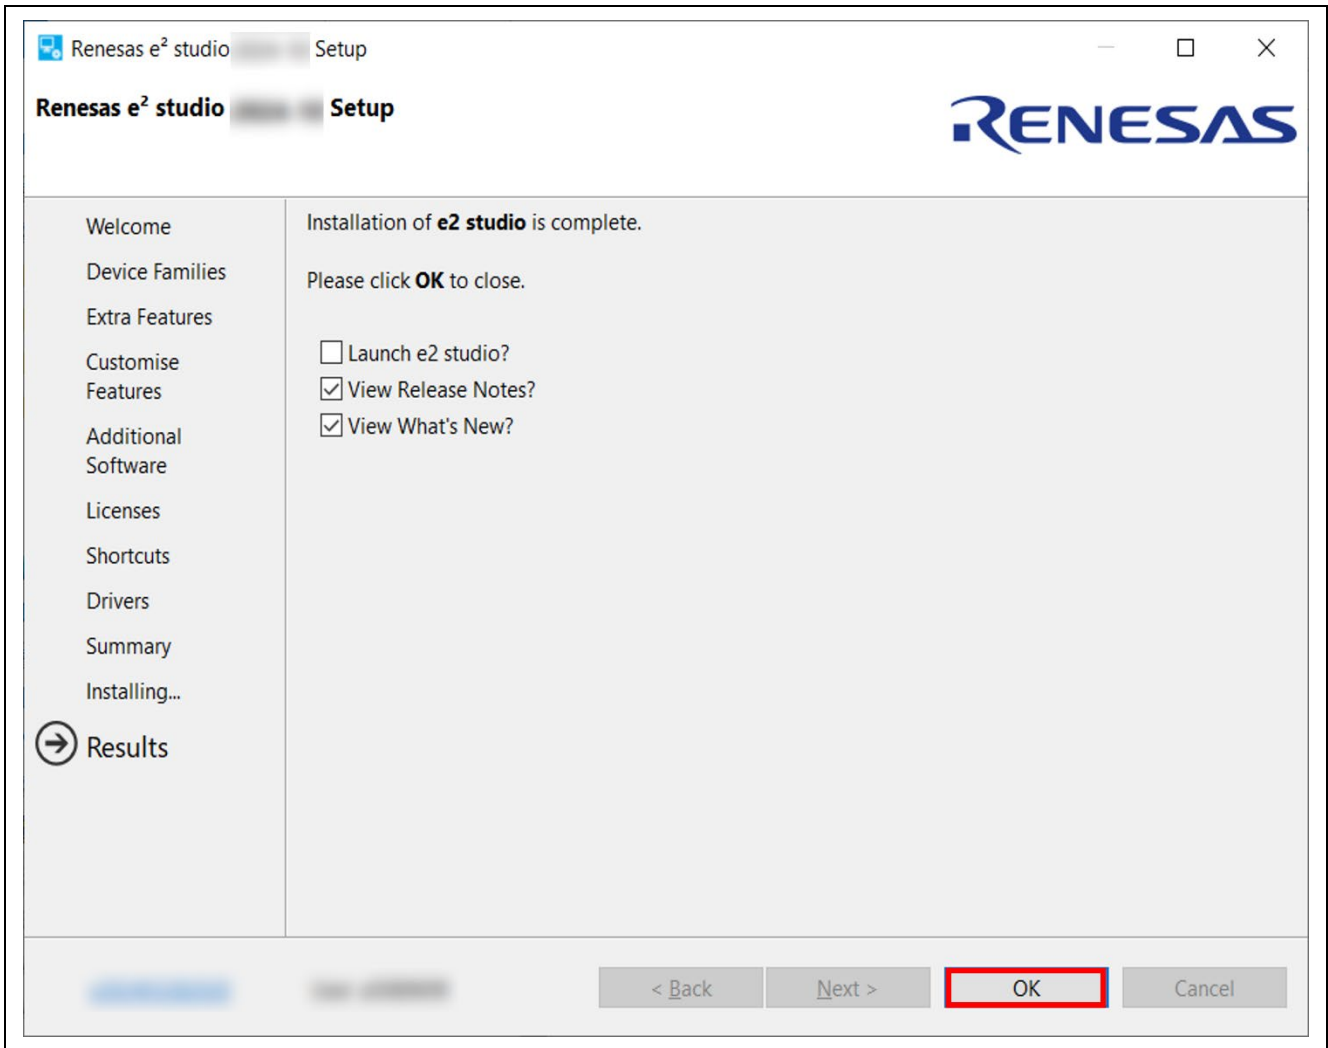 Renesas e² studio Setup
Renesas e² studio Setup
RENESAS
Welcome
Device Families
Extra Features
Customise
Features
Additional
Software
Licenses
Shortcuts
Drivers
Summary
Installing...
Results
Installation of e2 studio is complete.
Please click OK to close.
Launch e2 studio?
View Release Notes?
View What's New?
< Back
Next >
OK
Cancel